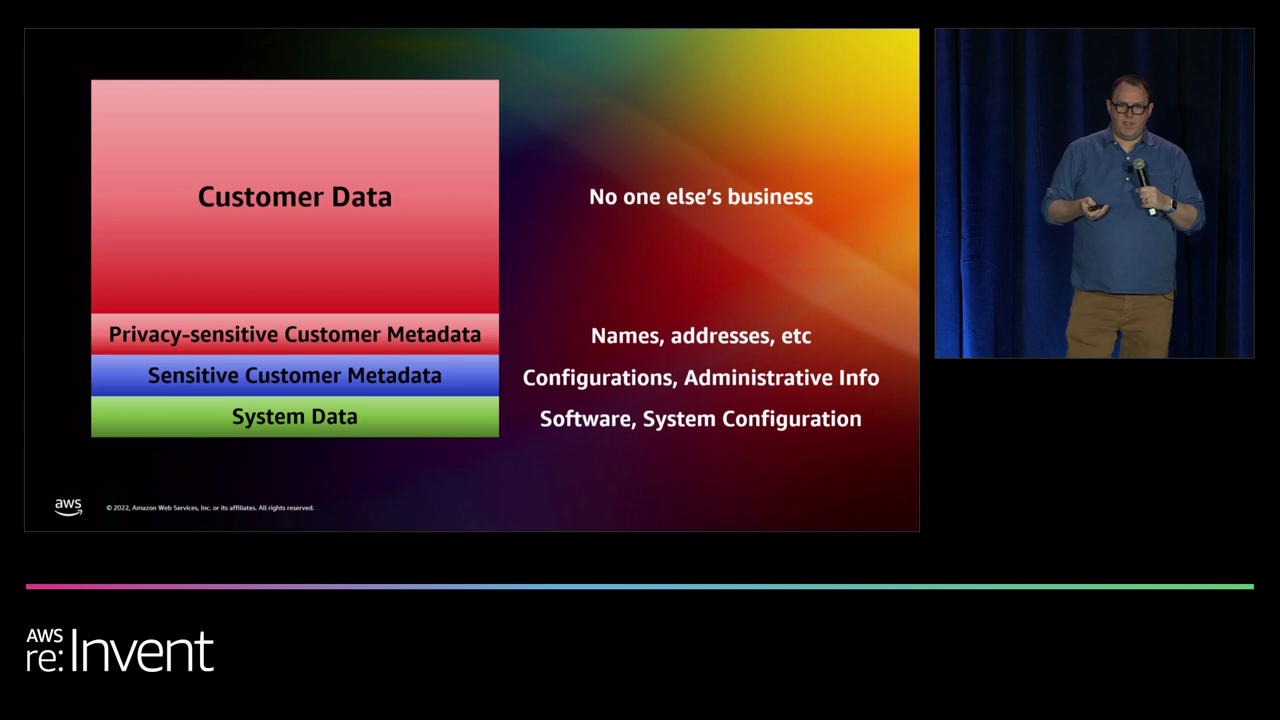 Customer Data
No one else’s business
Privacy-sensitive Customer Metadata
Names, addresses, etc
Sensitive Customer Metadata
Configurations, Administrative Info
System Data
Software, System Configuration
aws
© 2022, Amazon Web Services, Inc. or its affiliates. All rights reserved.
AWS
re:Invent